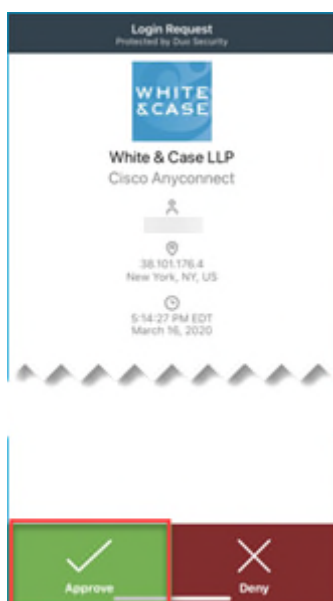 Login Request
Protected by Duo Security
WHITE
& CASE
White & Case LLP
Cisco Anyconnect
38.101.176.4
New York, NY, US
5:14:27 PM EDT
March 16, 2020
Approve
Deny